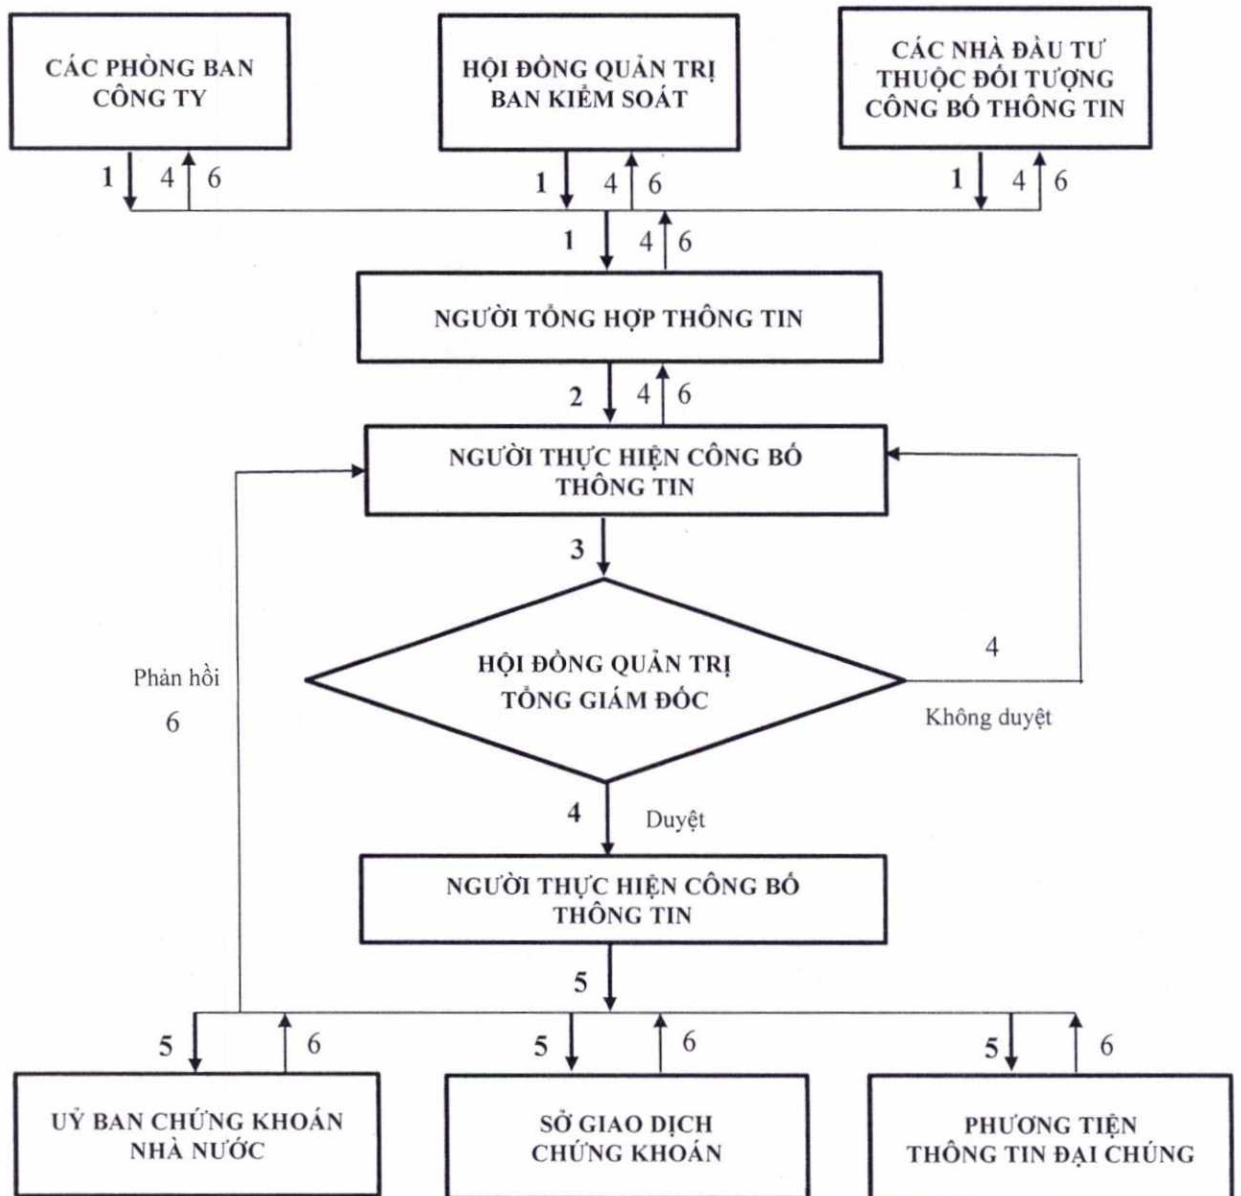 CÁC PHÒNG BAN
CÔNG TY
HỘI ĐỒNG QUẢN TRỊ
BAN KIỂM SOÁT
CÁC NHÀ ĐẦU TƯ
THUỘC ĐỐI TƯỢNG
CÔNG BỐ THÔNG TIN
1 4 6
1 4 6
1 4 6
1 4 6
NGƯỜI TỔNG HỢP THÔNG TIN
2 4 6
NGƯỜI THỰC HIỆN CÔNG BỐ
THÔNG TIN
3
HỘI ĐỒNG QUẢN TRỊ
TỔNG GIÁM ĐỐC
4
Không duyệt
Phản hồi
6
4 Duyệt
NGƯỜI THỰC HIỆN CÔNG BỐ
THÔNG TIN
5
5 6
5 6
5 6
UỶ BAN CHỨNG KHOÁN
NHÀ NƯỚC
SỞ GIAO DỊCH
CHỨNG KHOÁN
PHƯƠNG TIỆN
THÔNG TIN ĐẠI CHÚNG